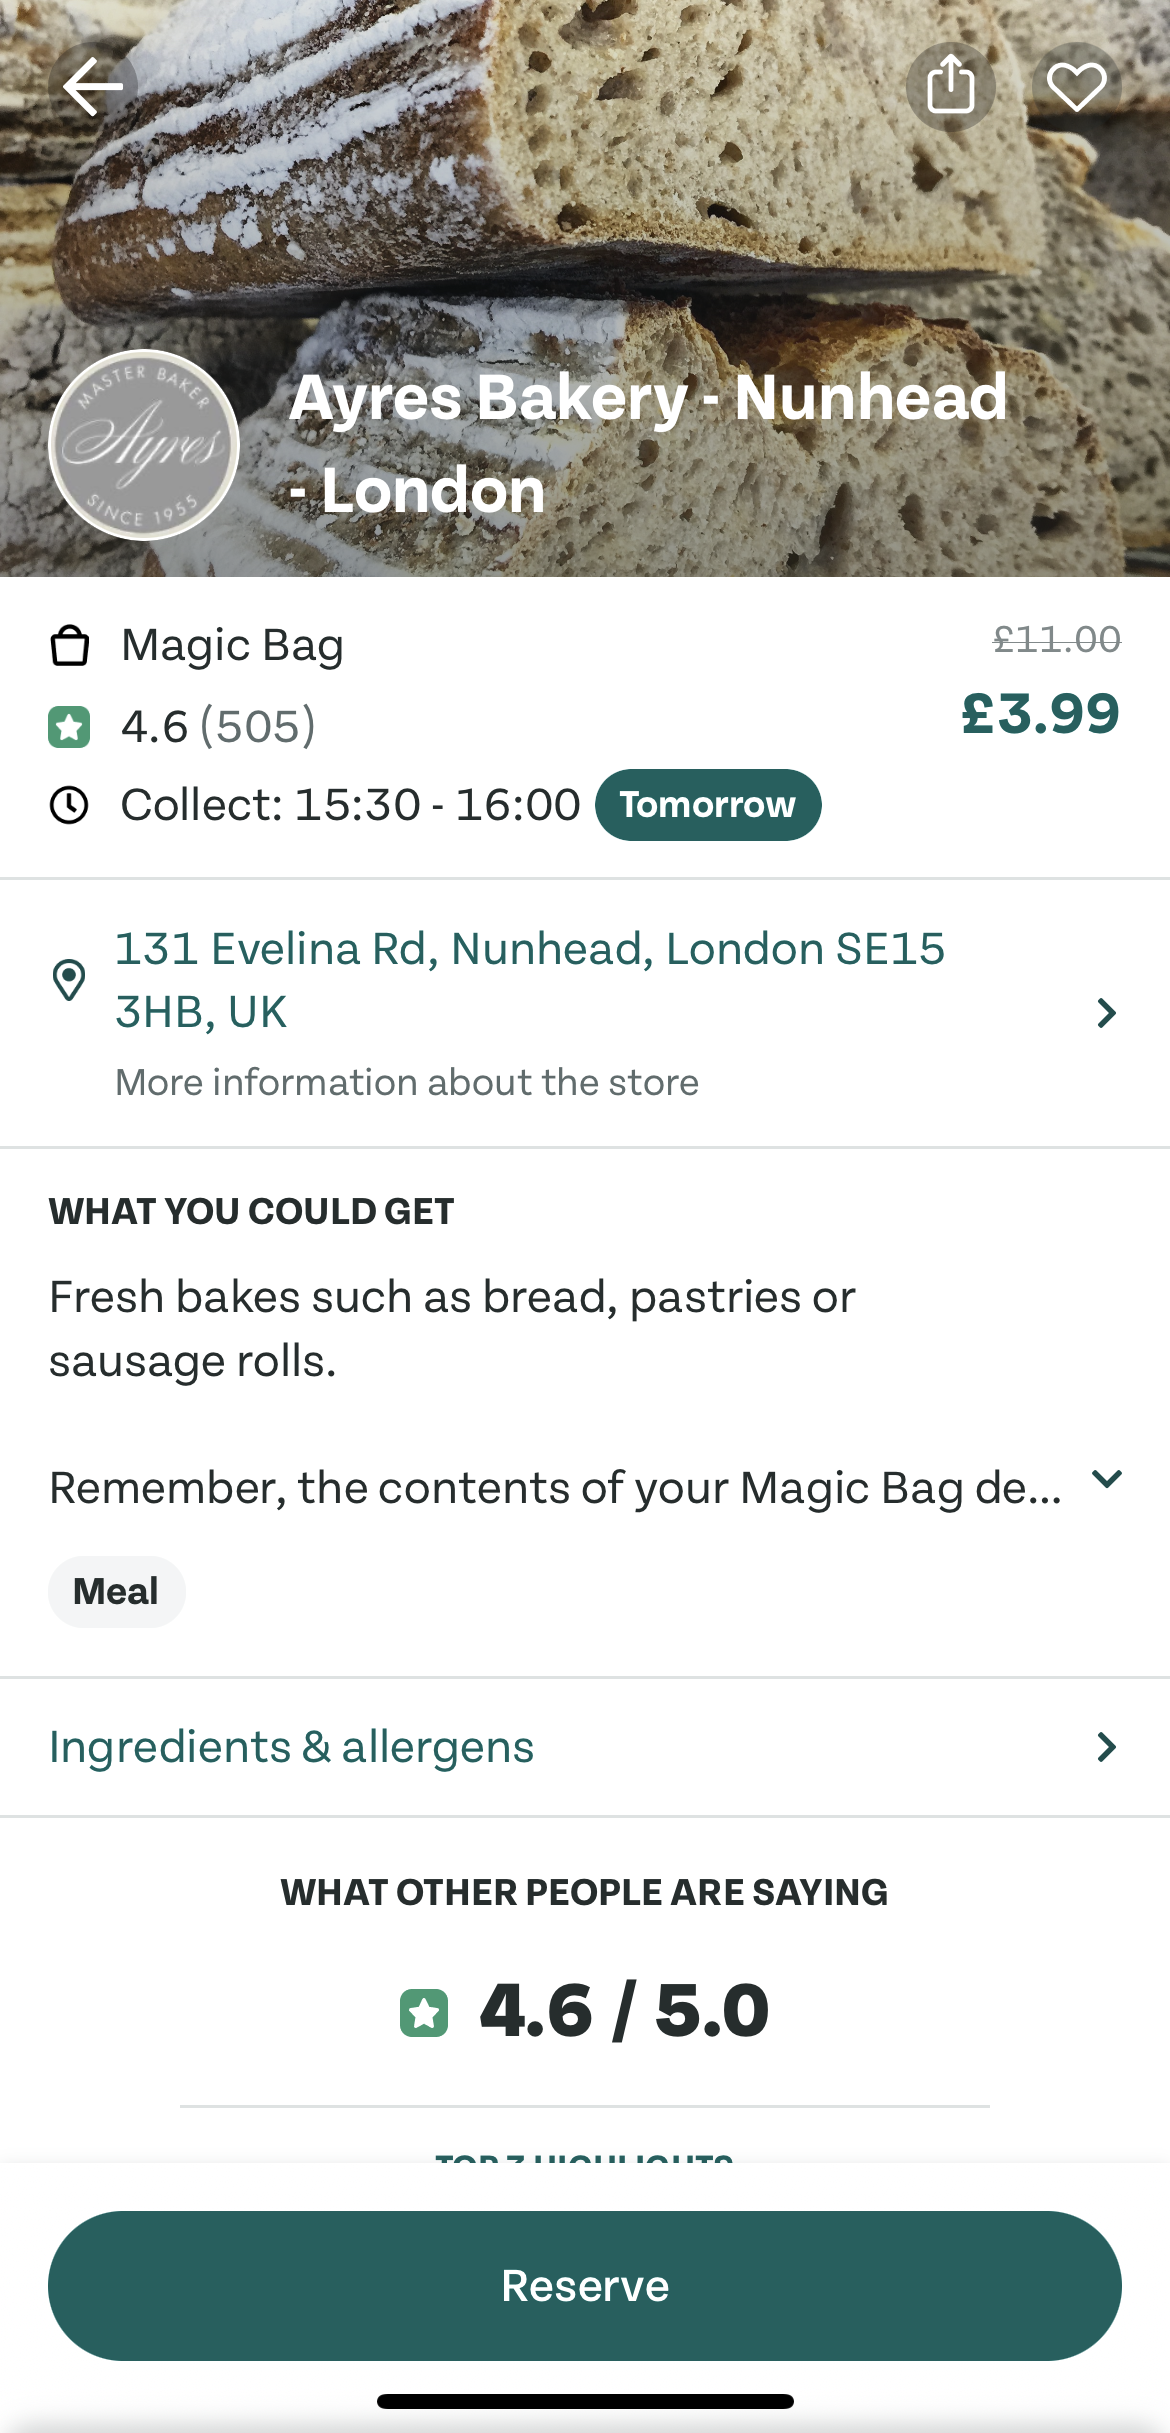 MASTER BAKER
Ayres
SINCE 1955
Ayres Bakery - Nunhead
- London
Magic Bag
£11.00
4.6 (505)
£3.99
Collect: 15:30 - 16:00 Tomorrow
131 Evelina Rd, Nunhead, London SE15
3HB, UK
More information about the store
WHAT YOU COULD GET
Fresh bakes such as bread, pastries or
sausage rolls.
Remember, the contents of your Magic Bag de...
Meal
Ingredients & allergens
WHAT OTHER PEOPLE ARE SAYING
4.6 / 5.0
TOP 3 HIGHLIGHTS
Reserve